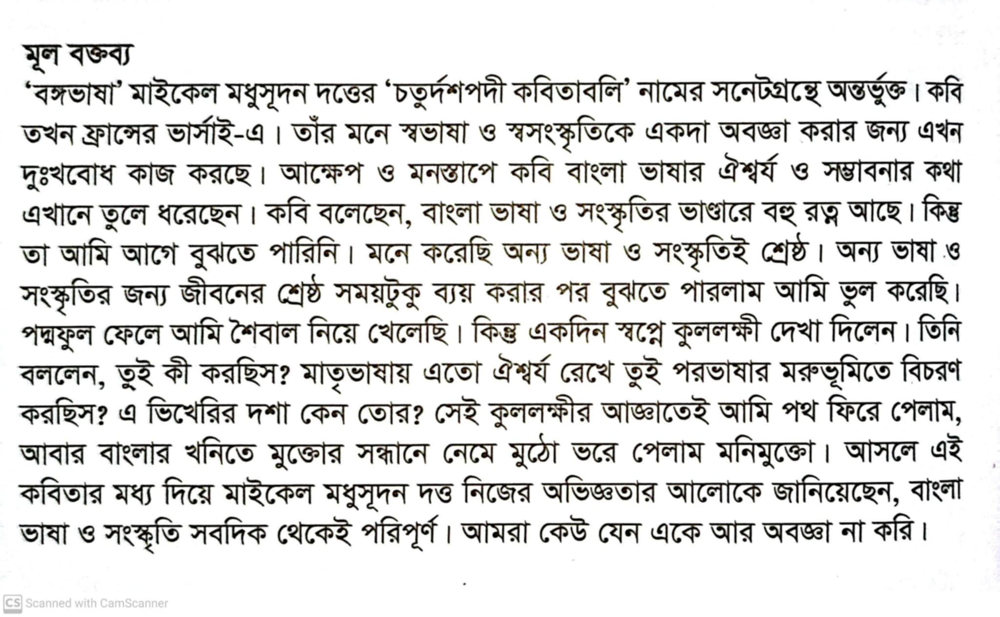 মূল বক্তব্য
‘বঙ্গভাষা’ মাইকেল মধুসূদন দত্তের ‘চতুর্দশপদী কবিতাবলি’ নামের সনেটগ্রন্থে অন্তর্ভুক্ত। কবি
তখন ফ্রান্সের ভার্সাই-এ। তাঁর মনে স্বভাষা ও স্বসংস্কৃতিকে একদা অবজ্ঞা করার জন্য এখন
দুঃখবোধ কাজ করছে। আক্ষেপ ও মনস্তাপে কবি বাংলা ভাষার ঐশ্বর্য ও সম্ভাবনার কথা
এখানে তুলে ধরেছেন। কবি বলেছেন, বাংলা ভাষা ও সংস্কৃতির ভাণ্ডারে বহু রত্ন আছে। কিন্তু
তা আমি আগে বুঝতে পারিনি। মনে করেছি অন্য ভাষা ও সংস্কৃতিই শ্রেষ্ঠ। অন্য ভাষা ও
সংস্কৃতির জন্য জীবনের শ্রেষ্ঠ সময়টুকু ব্যয় করার পর বুঝতে পারলাম আমি ভুল করেছি।
পদ্মফুল ফেলে আমি শৈবাল নিয়ে খেলেছি। কিন্তু একদিন স্বপ্নে কুললক্ষী দেখা দিলেন। তিনি
বললেন, তুই কী করছিস? মাতৃভাষায় এতো ঐশ্বর্য রেখে তুই পরভাষার মরুভূমিতে বিচরণ
করছিস? এ ভিখেরির দশা কেন তোর? সেই কুললক্ষীর আজ্ঞাতেই আমি পথ ফিরে পেলাম,
আবার বাংলার খনিতে মুক্তোর সন্ধানে নেমে মুঠো ভরে পেলাম মনিমুক্তো। আসলে এই
কবিতার মধ্য দিয়ে মাইকেল মধুসূদন দত্ত নিজের অভিজ্ঞতার আলোকে জানিয়েছেন, বাংলা
ভাষা ও সংস্কৃতি সবদিক থেকেই পরিপূর্ণ। আমরা কেউ যেন একে আর অবজ্ঞা না করি।
CS Scanned with CamScanner